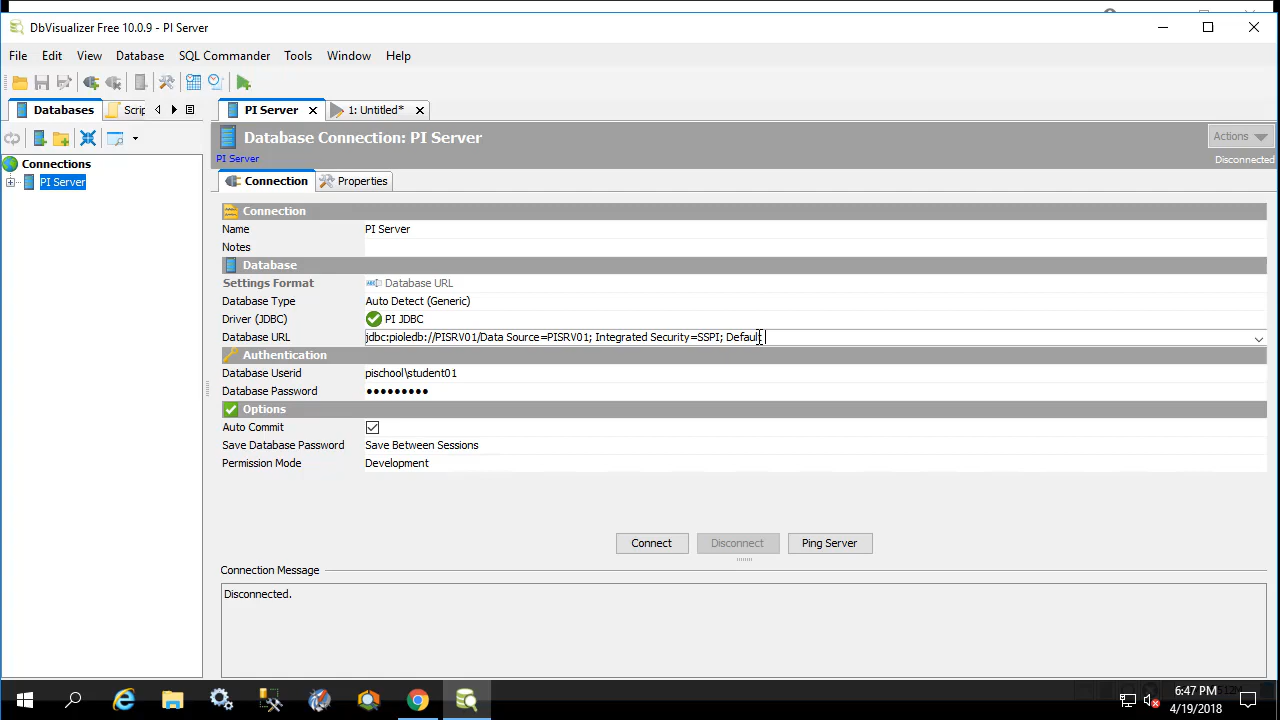 DbVisualizer Free 10.0.9 - PI Server
File Edit View Database SQL Commander Tools Window Help
Databases Scrip
PI Server 1: Untitled*
Database Connection: PI Server
Actions
PI Server
Disconnected
Connections
PI Server
Connection Properties
Connection
Name PI Server
Notes
Database
Settings Format Database URL
Database Type Auto Detect (Generic)
Driver (JDBC) PI JDBC
Database URL jdbc:pioledb://PISRV01/Data Source=PISRV01; Integrated Security=SSPI; Default
Authentication
Database Userid pischool\student01
Database Password ●●●●●●●●●
Options
Auto Commit
Save Database Password Save Between Sessions
Permission Mode Development
Connect Disconnect Ping Server
Connection Message
Disconnected.
6:47 PM
4/19/2018